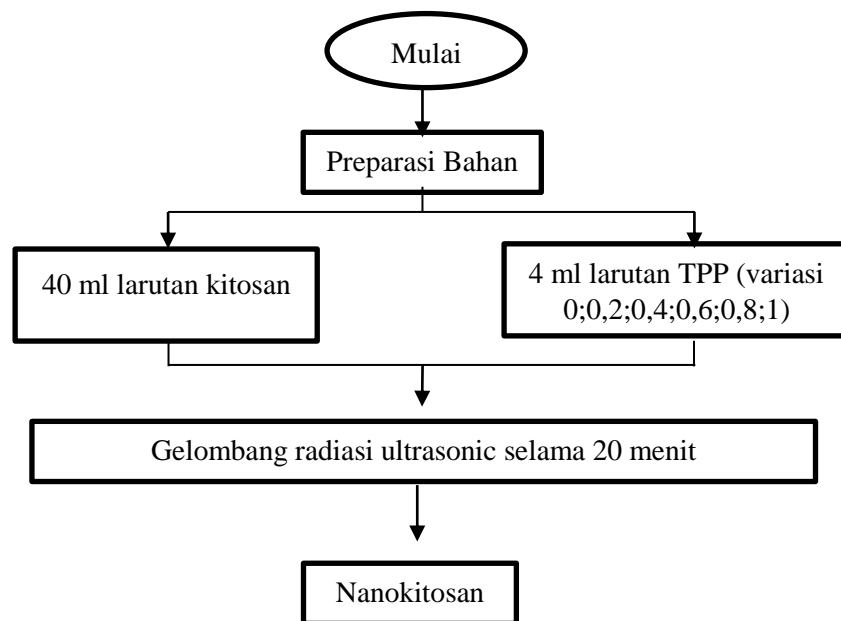 Mulai
Preparasi Bahan
40 ml larutan kitosan
4 ml larutan TPP (variasi
0;0,2;0,4;0,6;0,8;1)
Gelombang radiasi ultrasonic selama 20 menit
Nanokitosan